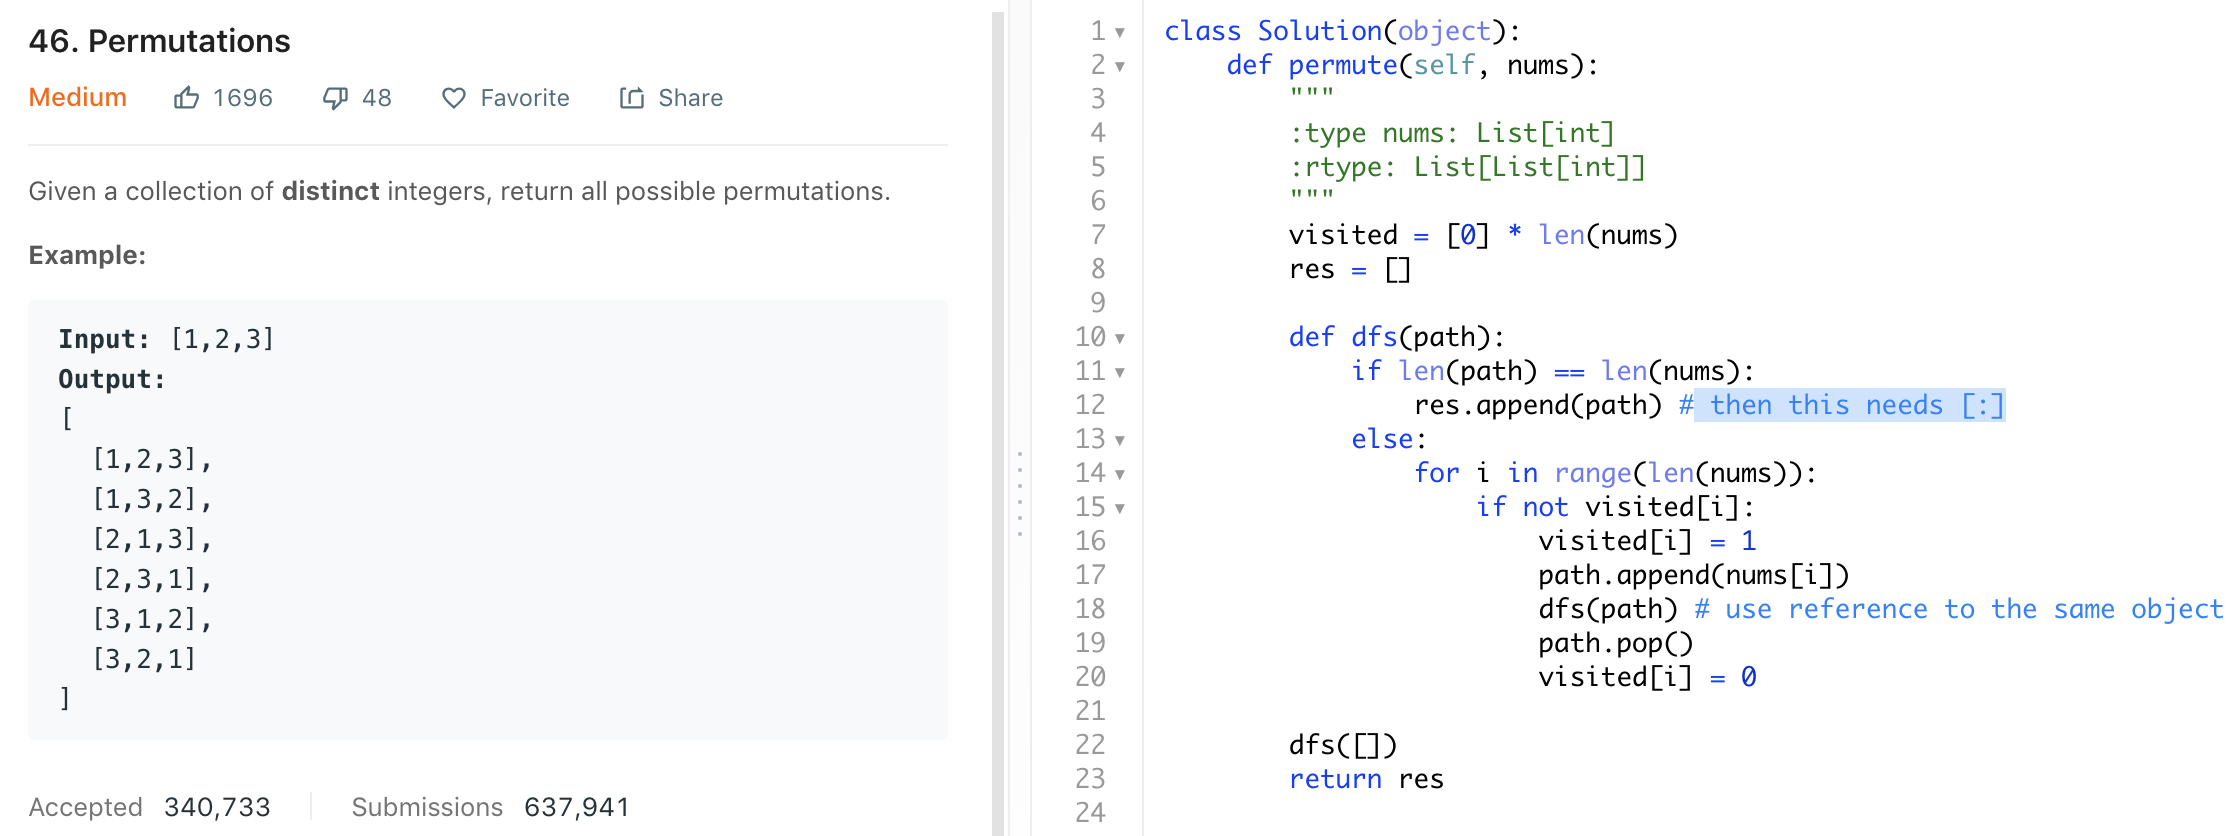 46. Permutations
Medium 1696 48 Favorite Share
Given a collection of distinct integers, return all possible permutations.
Example:
Input: [1,2,3]
Output:
[
  [1,2,3],
  [1,3,2],
  [2,1,3],
  [2,3,1],
  [3,1,2],
  [3,2,1]
]
Accepted 340,733 Submissions 637,941
1 class Solution(object):
2     def permute(self, nums):
3         """
4         :type nums: List[int]
5         :rtype: List[List[int]]
6         """
7         visited = [0] * len(nums)
8         res = []
9
10         def dfs(path):
11             if len(path) == len(nums):
12                 res.append(path) # then this needs [:]
13             else:
14                 for i in range(len(nums)):
15                     if not visited[i]:
16                         visited[i] = 1
17                         path.append(nums[i])
18                         dfs(path) # use reference to the same object
19                         path.pop()
20                         visited[i] = 0
21
22         dfs([])
23         return res
24